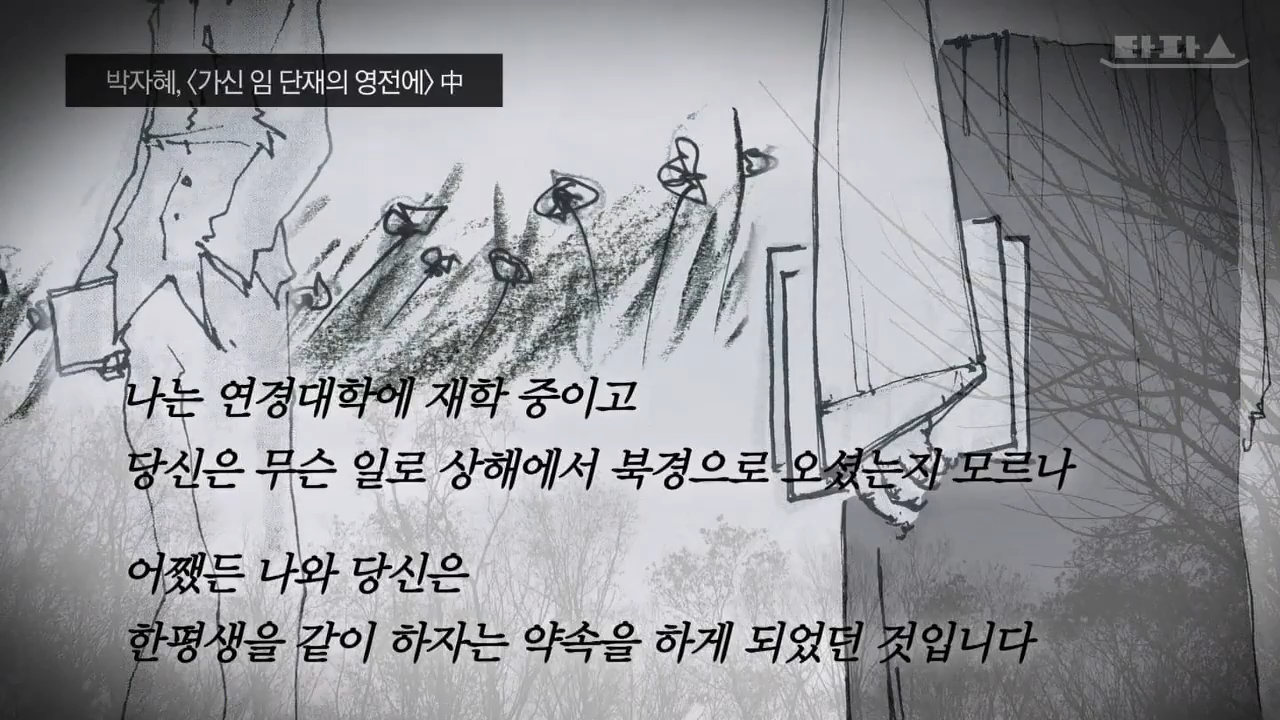 박자혜, 〈가신 임 단재의 영전에〉 中
타파스
나는 연경대학에 재학 중이고
당신은 무슨 일로 상해에서 북경으로 오셨는지 모르나
어쨌든 나와 당신은
한평생을 같이 하자는 약속을 하게 되었던 것입니다